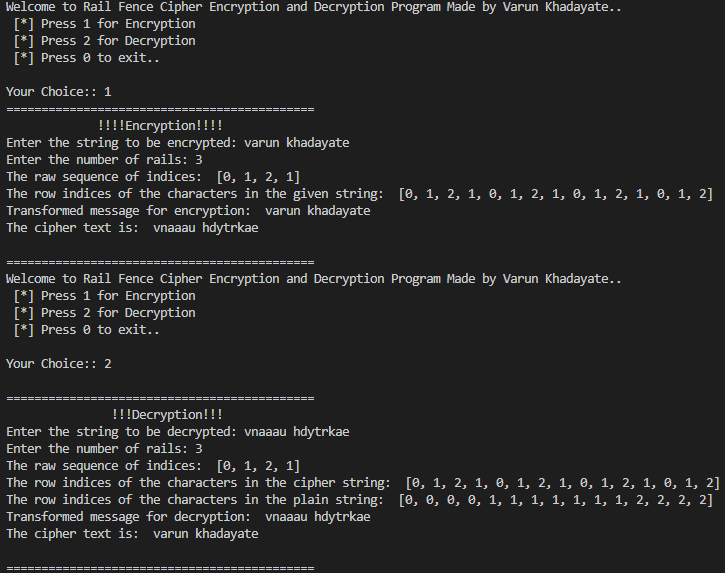 Welcome to Rail Fence Cipher Encryption and Decryption Program Made by Varun Khadayate..
[*] Press 1 for Encryption
[*] Press 2 for Decryption
[*] Press 0 to exit..
Your Choice:: 1
============================================
!!!!Encryption!!!!
Enter the string to be encrypted: varun khadayate
Enter the number of rails: 3
The raw sequence of indices:  [0, 1, 2, 1]
The row indices of the characters in the given string:  [0, 1, 2, 1, 0, 1, 2, 1, 0, 1, 2, 1, 0, 1, 2]
Transformed message for encryption:  varun khadayate
The cipher text is:  vnaaau hdytrkae
============================================
Welcome to Rail Fence Cipher Encryption and Decryption Program Made by Varun Khadayate..
[*] Press 1 for Encryption
[*] Press 2 for Decryption
[*] Press 0 to exit..
Your Choice:: 2
============================================
!!!Decryption!!!
Enter the string to be decrypted: vnaaau hdytrkae
Enter the number of rails: 3
The raw sequence of indices:  [0, 1, 2, 1]
The row indices of the characters in the cipher string:  [0, 1, 2, 1, 0, 1, 2, 1, 0, 1, 2, 1, 0, 1, 2]
The row indices of the characters in the plain string:  [0, 0, 0, 0, 1, 1, 1, 1, 1, 1, 1, 2, 2, 2, 2]
Transformed message for decryption:  vnaaau hdytrkae
The cipher text is:  varun khadayate
============================================